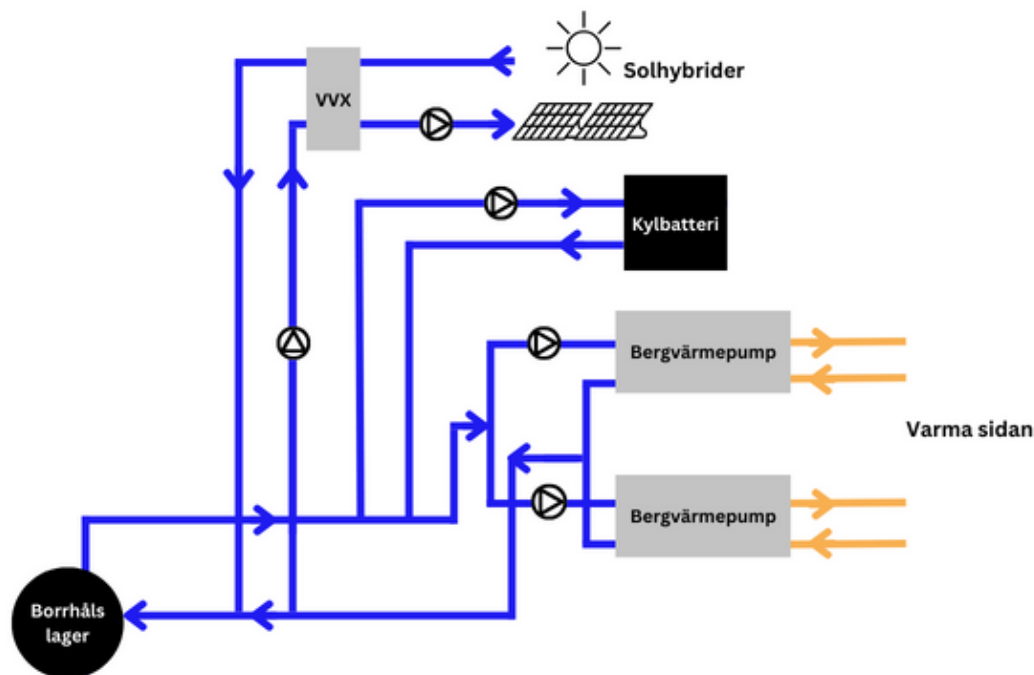 Solhybrider
VVX
Kylbatteri
Bergvärmepump
Varma sidan
Bergvärmepump
Borrhåls
lager